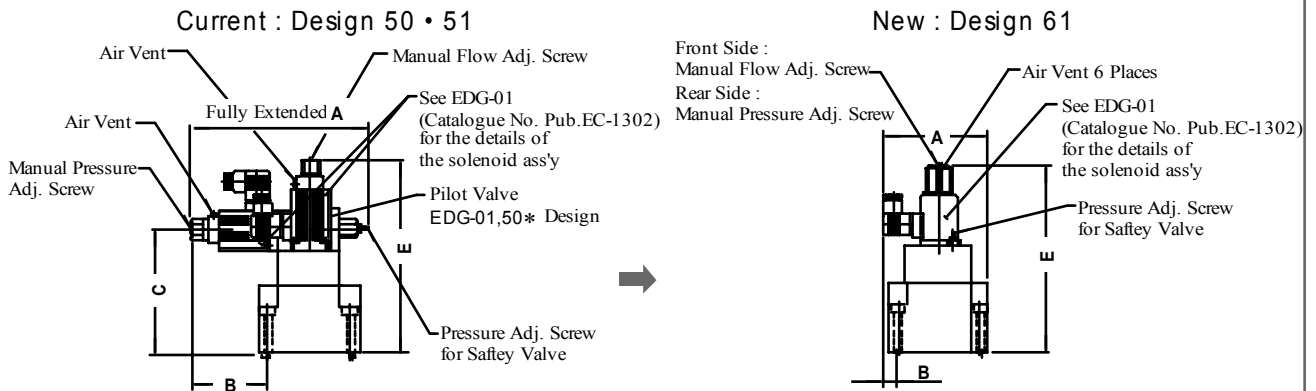 Current : Design 50 • 51
Air Vent
Manual Flow Adj. Screw
Fully Extended A
See EDG-01
(Catalogue No. Pub.EC-1302)
for the details of
the solenoid ass'y
Air Vent
Manual Pressure
Adj. Screw
Pilot Valve
EDG-01,50* Design
E
C
Pressure Adj. Screw
for Saftey Valve
B
New : Design 61
Front Side :
Manual Flow Adj. Screw
Rear Side :
Manual Pressure Adj. Screw
Air Vent 6 Places
A
See EDG-01
(Catalogue No. Pub.EC-1302)
for the details of
the solenoid ass'y
Pressure Adj. Screw
for Saftey Valve
E
B